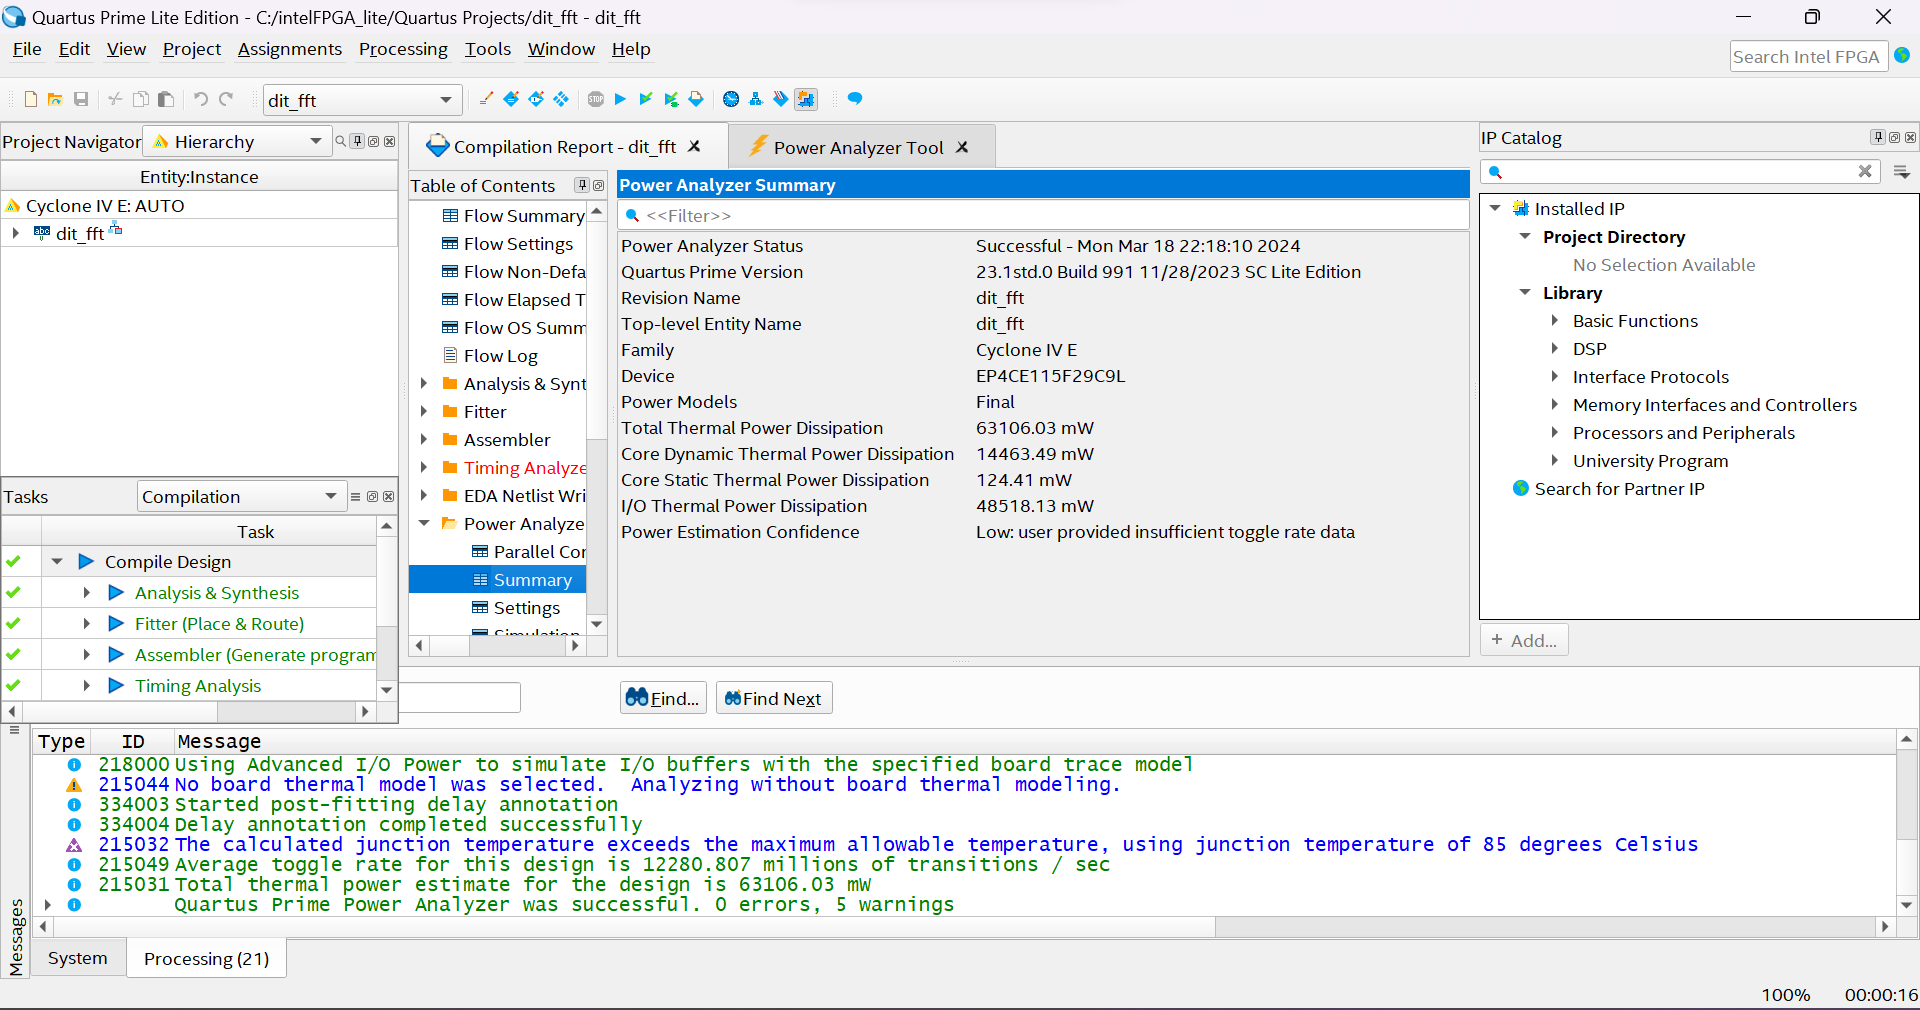 Quartus Prime Lite Edition - C:/intelFPGA_lite/Quartus Projects/dit_fft - dit_fft
File Edit View Project Assignments Processing Tools Window Help
Search Intel FPGA
dit_fft
Project Navigator Hierarchy
Entity:Instance
Cyclone IV E: AUTO
abc dit_fft
Tasks Compilation
Task
Compile Design
Analysis & Synthesis
Fitter (Place & Route)
Assembler (Generate program
Timing Analysis
Compilation Report - dit_fft
Power Analyzer Tool
Table of Contents
Flow Summary
Flow Settings
Flow Non-Defa
Flow Elapsed T
Flow OS Summ
Flow Log
Analysis & Synt
Fitter
Assembler
Timing Analyze
EDA Netlist Wri
Power Analyze
Parallel Cor
Summary
Settings
Simulation
Power Analyzer Summary
<<Filter>>
Power Analyzer Status Successful - Mon Mar 18 22:18:10 2024
Quartus Prime Version 23.1std.0 Build 991 11/28/2023 SC Lite Edition
Revision Name dit_fft
Top-level Entity Name dit_fft
Family Cyclone IV E
Device EP4CE115F29C9L
Power Models Final
Total Thermal Power Dissipation 63106.03 mW
Core Dynamic Thermal Power Dissipation 14463.49 mW
Core Static Thermal Power Dissipation 124.41 mW
I/O Thermal Power Dissipation 48518.13 mW
Power Estimation Confidence Low: user provided insufficient toggle rate data
IP Catalog
Installed IP
Project Directory
No Selection Available
Library
Basic Functions
DSP
Interface Protocols
Memory Interfaces and Controllers
Processors and Peripherals
University Program
Search for Partner IP
+ Add...
Find... Find Next
Type ID Message
218000 Using Advanced I/O Power to simulate I/O buffers with the specified board trace model
215044 No board thermal model was selected.  Analyzing without board thermal modeling.
334003 Started post-fitting delay annotation
334004 Delay annotation completed successfully
215032 The calculated junction temperature exceeds the maximum allowable temperature, using junction temperature of 85 degrees Celsius
215049 Average toggle rate for this design is 12280.807 millions of transitions / sec
215031 Total thermal power estimate for the design is 63106.03 mW
Quartus Prime Power Analyzer was successful. 0 errors, 5 warnings
Messages
System Processing (21)
100% 00:00:16